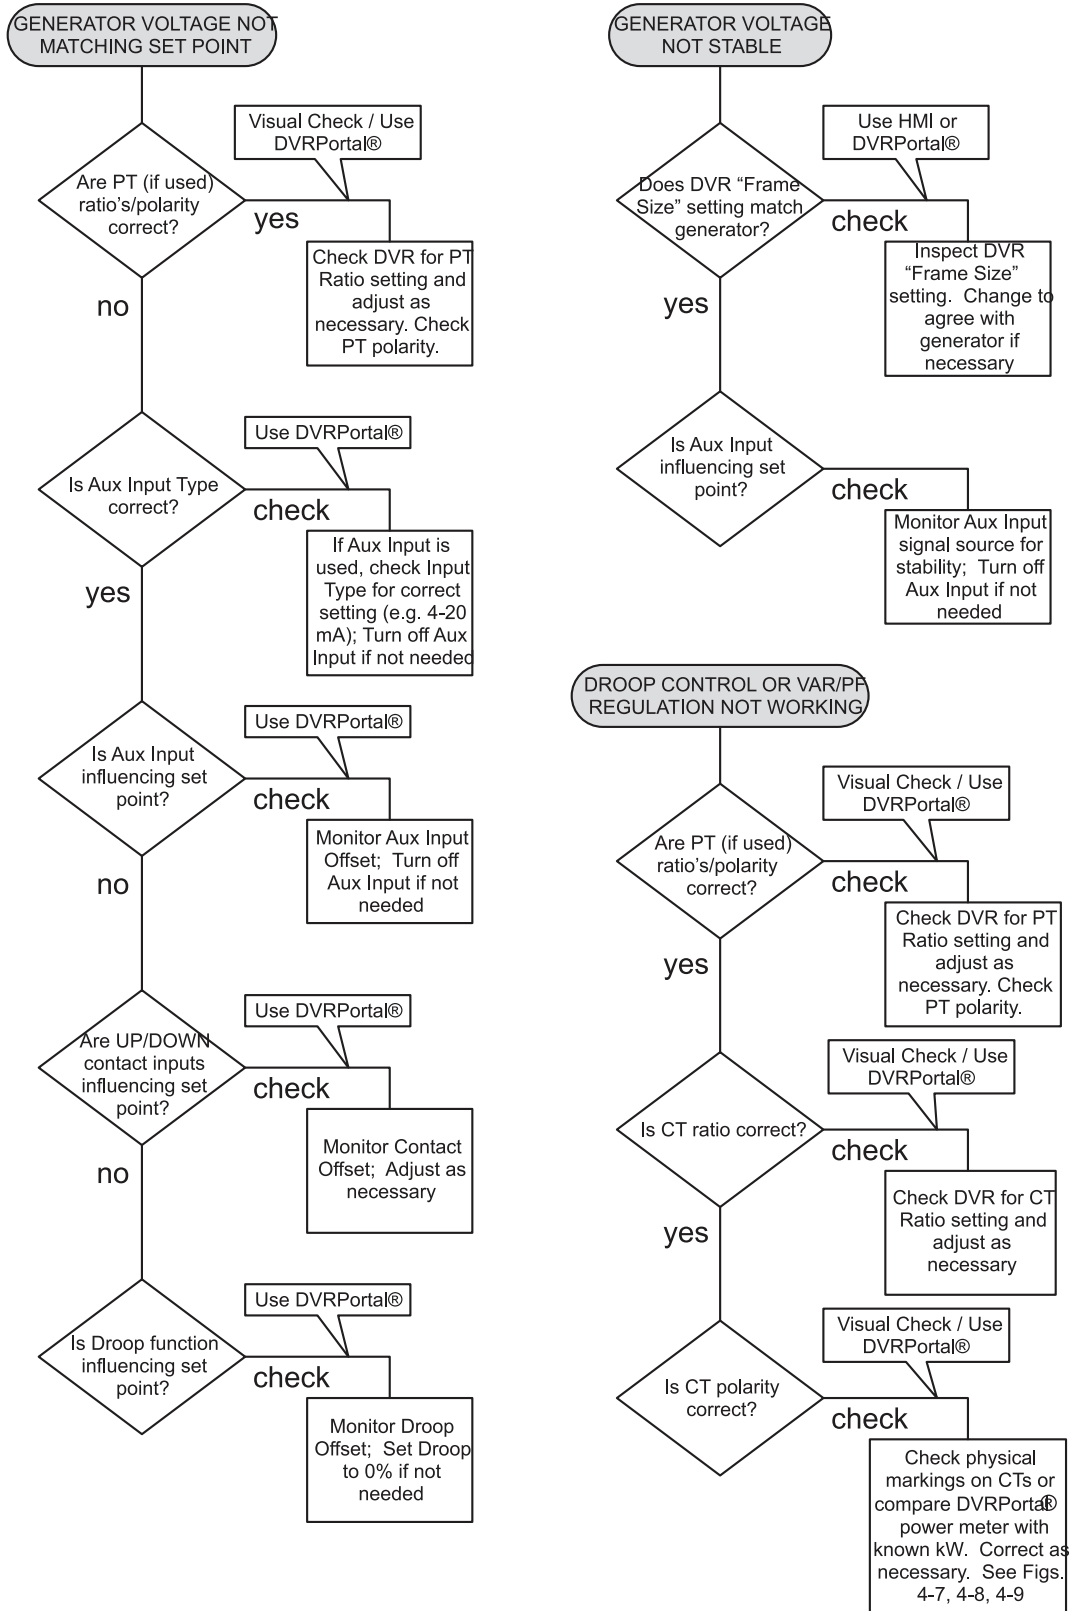 GENERATOR VOLTAGE NOT
MATCHING SET POINT
Visual Check / Use
DVRPortal®
Are PT (if used)
ratio's/polarity
correct?
yes
Check DVR for PT
Ratio setting and
adjust as
necessary. Check
PT polarity.
no
Use DVRPortal®
Is Aux Input Type
correct?
check
If Aux Input is
used, check Input
Type for correct
setting (e.g. 4-20
mA); Turn off Aux
Input if not needed
yes
Use DVRPortal®
Is Aux Input
influencing set
point?
check
Monitor Aux Input
Offset; Turn off
Aux Input if not
needed
no
Use DVRPortal®
Are UP/DOWN
contact inputs
influencing set
point?
check
Monitor Contact
Offset; Adjust as
necessary
no
Use DVRPortal®
Is Droop function
influencing set
point?
check
Monitor Droop
Offset; Set Droop
to 0% if not
needed
GENERATOR VOLTAGE
NOT STABLE
Use HMI or
DVRPortal®
Does DVR “Frame
Size” setting match
generator?
check
Inspect DVR
“Frame Size”
setting. Change to
agree with
generator if
necessary
yes
Is Aux Input
influencing set
point?
check
Monitor Aux Input
signal source for
stability; Turn off
Aux Input if not
needed
DROOP CONTROL OR VAR/PF
REGULATION NOT WORKING
Visual Check / Use
DVRPortal®
Are PT (if used)
ratio's/polarity
correct?
check
Check DVR for PT
Ratio setting and
adjust as
necessary. Check
PT polarity.
yes
Visual Check / Use
DVRPortal®
Is CT ratio correct?
check
Check DVR for CT
Ratio setting and
adjust as
necessary
yes
Visual Check / Use
DVRPortal®
Is CT polarity
correct?
check
Check physical
markings on CTs or
compare DVRPortal®
power meter with
known kW. Correct as
necessary. See Figs.
4-7, 4-8, 4-9